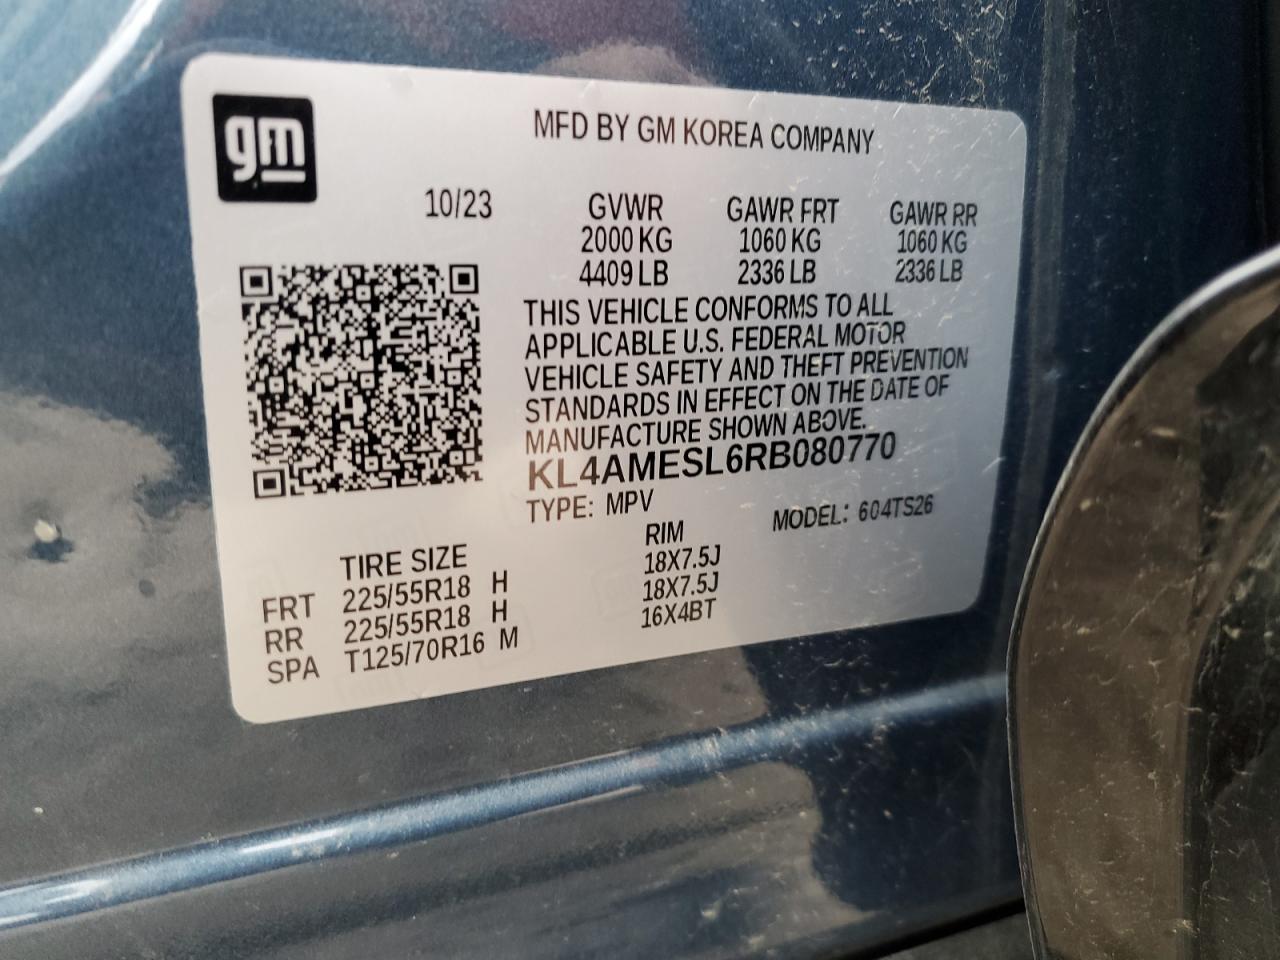 gm
MFD BY GM KOREA COMPANY
10/23 GVWR GAWR FRT GAWR RR
2000 KG 1060 KG 1060 KG
4409 LB 2336 LB 2336 LB
THIS VEHICLE CONFORMS TO ALL
APPLICABLE U.S. FEDERAL MOTOR
VEHICLE SAFETY AND THEFT PREVENTION
STANDARDS IN EFFECT ON THE DATE OF
MANUFACTURE SHOWN ABOVE.
KL4AMESL6RB080770
TYPE: MPV MODEL: 604TS26
TIRE SIZE RIM
FRT 225/55R18 H 18X7.5J
RR 225/55R18 H 18X7.5J
SPA T125/70R16 M 16X4BT